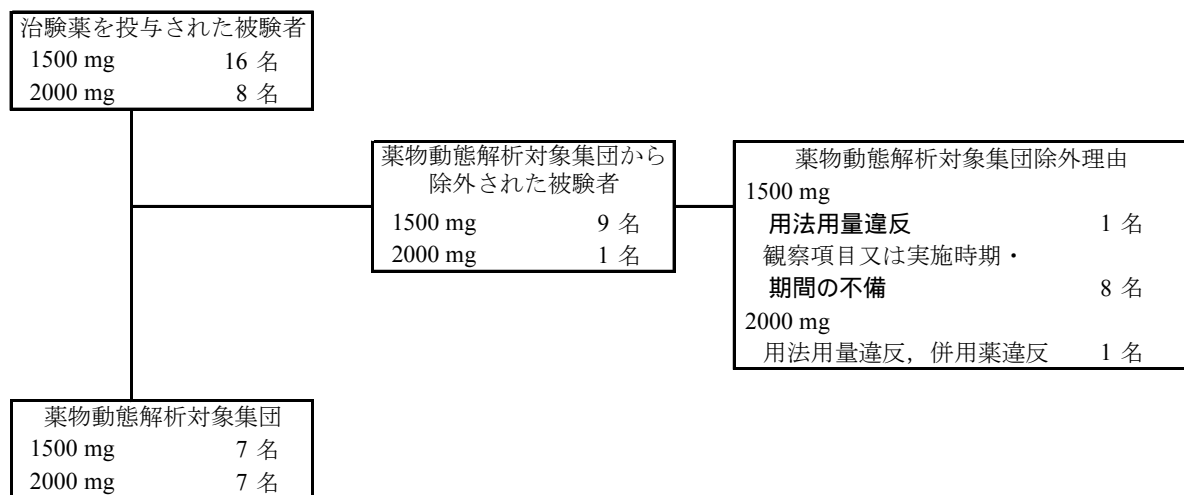 治験薬を投与された被験者
1500 mg 16 名
2000 mg 8 名
薬物動態解析対象集団から
除外された被験者
1500 mg 9 名
2000 mg 1 名
薬物動態解析対象集団除外理由
1500 mg
用法用量違反 1 名
観察項目又は実施時期・
期間の不備 8 名
2000 mg
用法用量違反，併用薬違反 1 名
薬物動態解析対象集団
1500 mg 7 名
2000 mg 7 名